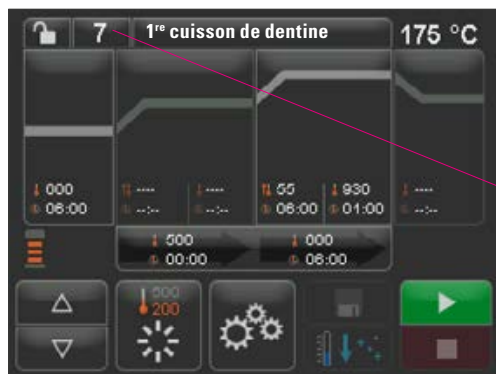 7 1re cuisson de dentine 175 °C
000 ---- ---- 55 930 ----
06:00 --:-- --:-- 06:00 01:00 --:--
500 000
00:00 06:00
500
200